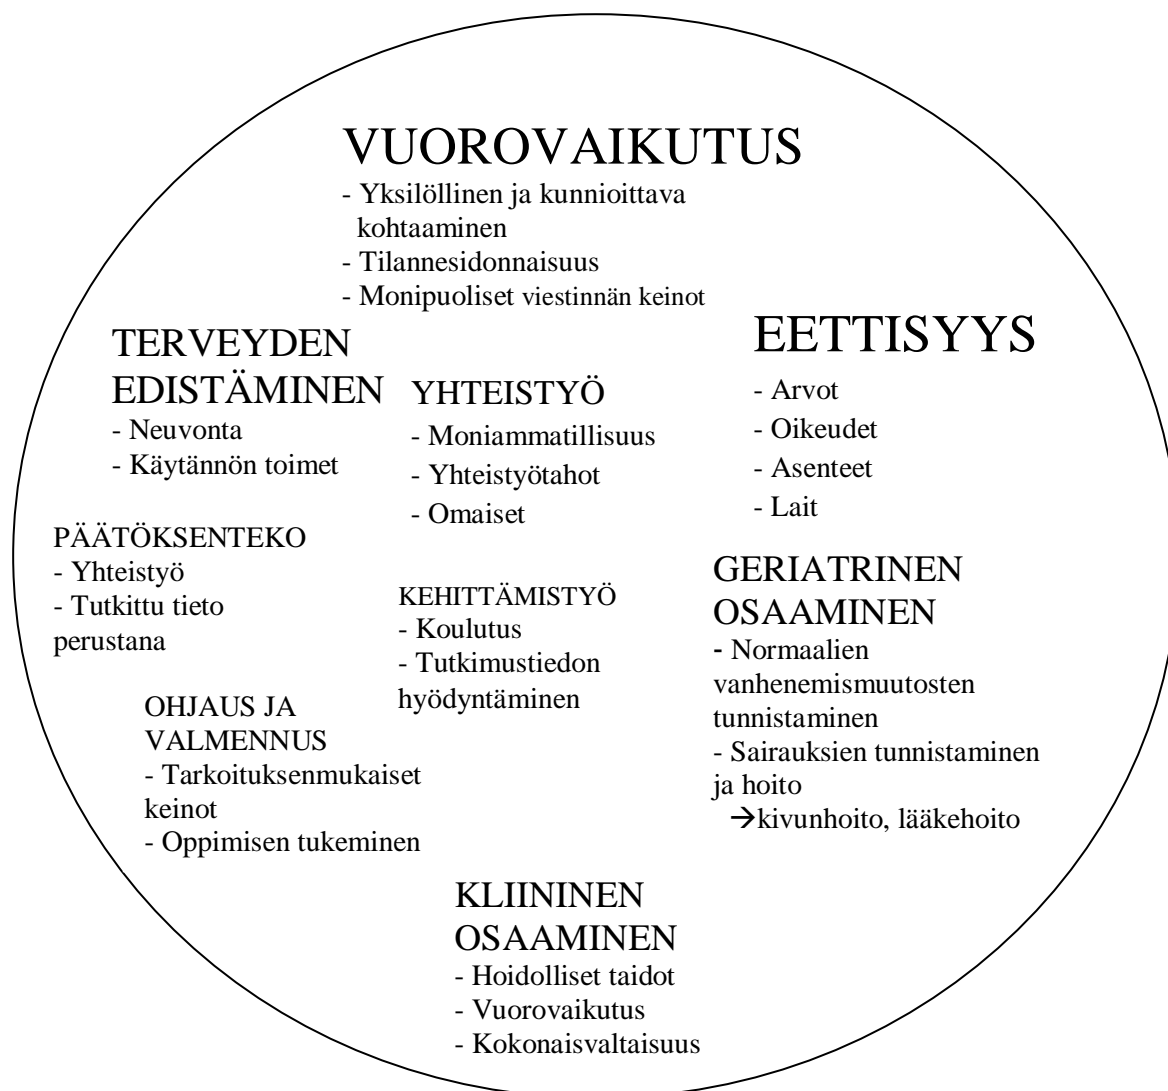 VUOROVAIKUTUS
- Yksilöllinen ja kunnioittava
kohtaaminen
- Tilannesidonnaisuus
- Monipuoliset viestinnän keinot
TERVEYDEN
EDISTÄMINEN
- Neuvonta
- Käytännön toimet
YHTEISTYÖ
- Moniammatillisuus
- Yhteistyötahot
- Omaiset
EETTISYYS
- Arvot
- Oikeudet
- Asenteet
- Lait
PÄÄTÖKSENTEKO
- Yhteistyö
- Tutkittu tieto
perustana
KEHITTÄMISTYÖ
- Koulutus
- Tutkimustiedon
hyödyntäminen
GERIATRINEN
OSAAMINEN
- Normaalien
vanhenemismuutosten
tunnistaminen
- Sairauksien tunnistaminen
ja hoito
→kivunhoito, lääkehoito
OHJAUS JA
VALMENNUS
- Tarkoituksenmukaiset
keinot
- Oppimisen tukeminen
KLIININEN
OSAAMINEN
- Hoidolliset taidot
- Vuorovaikutus
- Kokonaisvaltaisuus